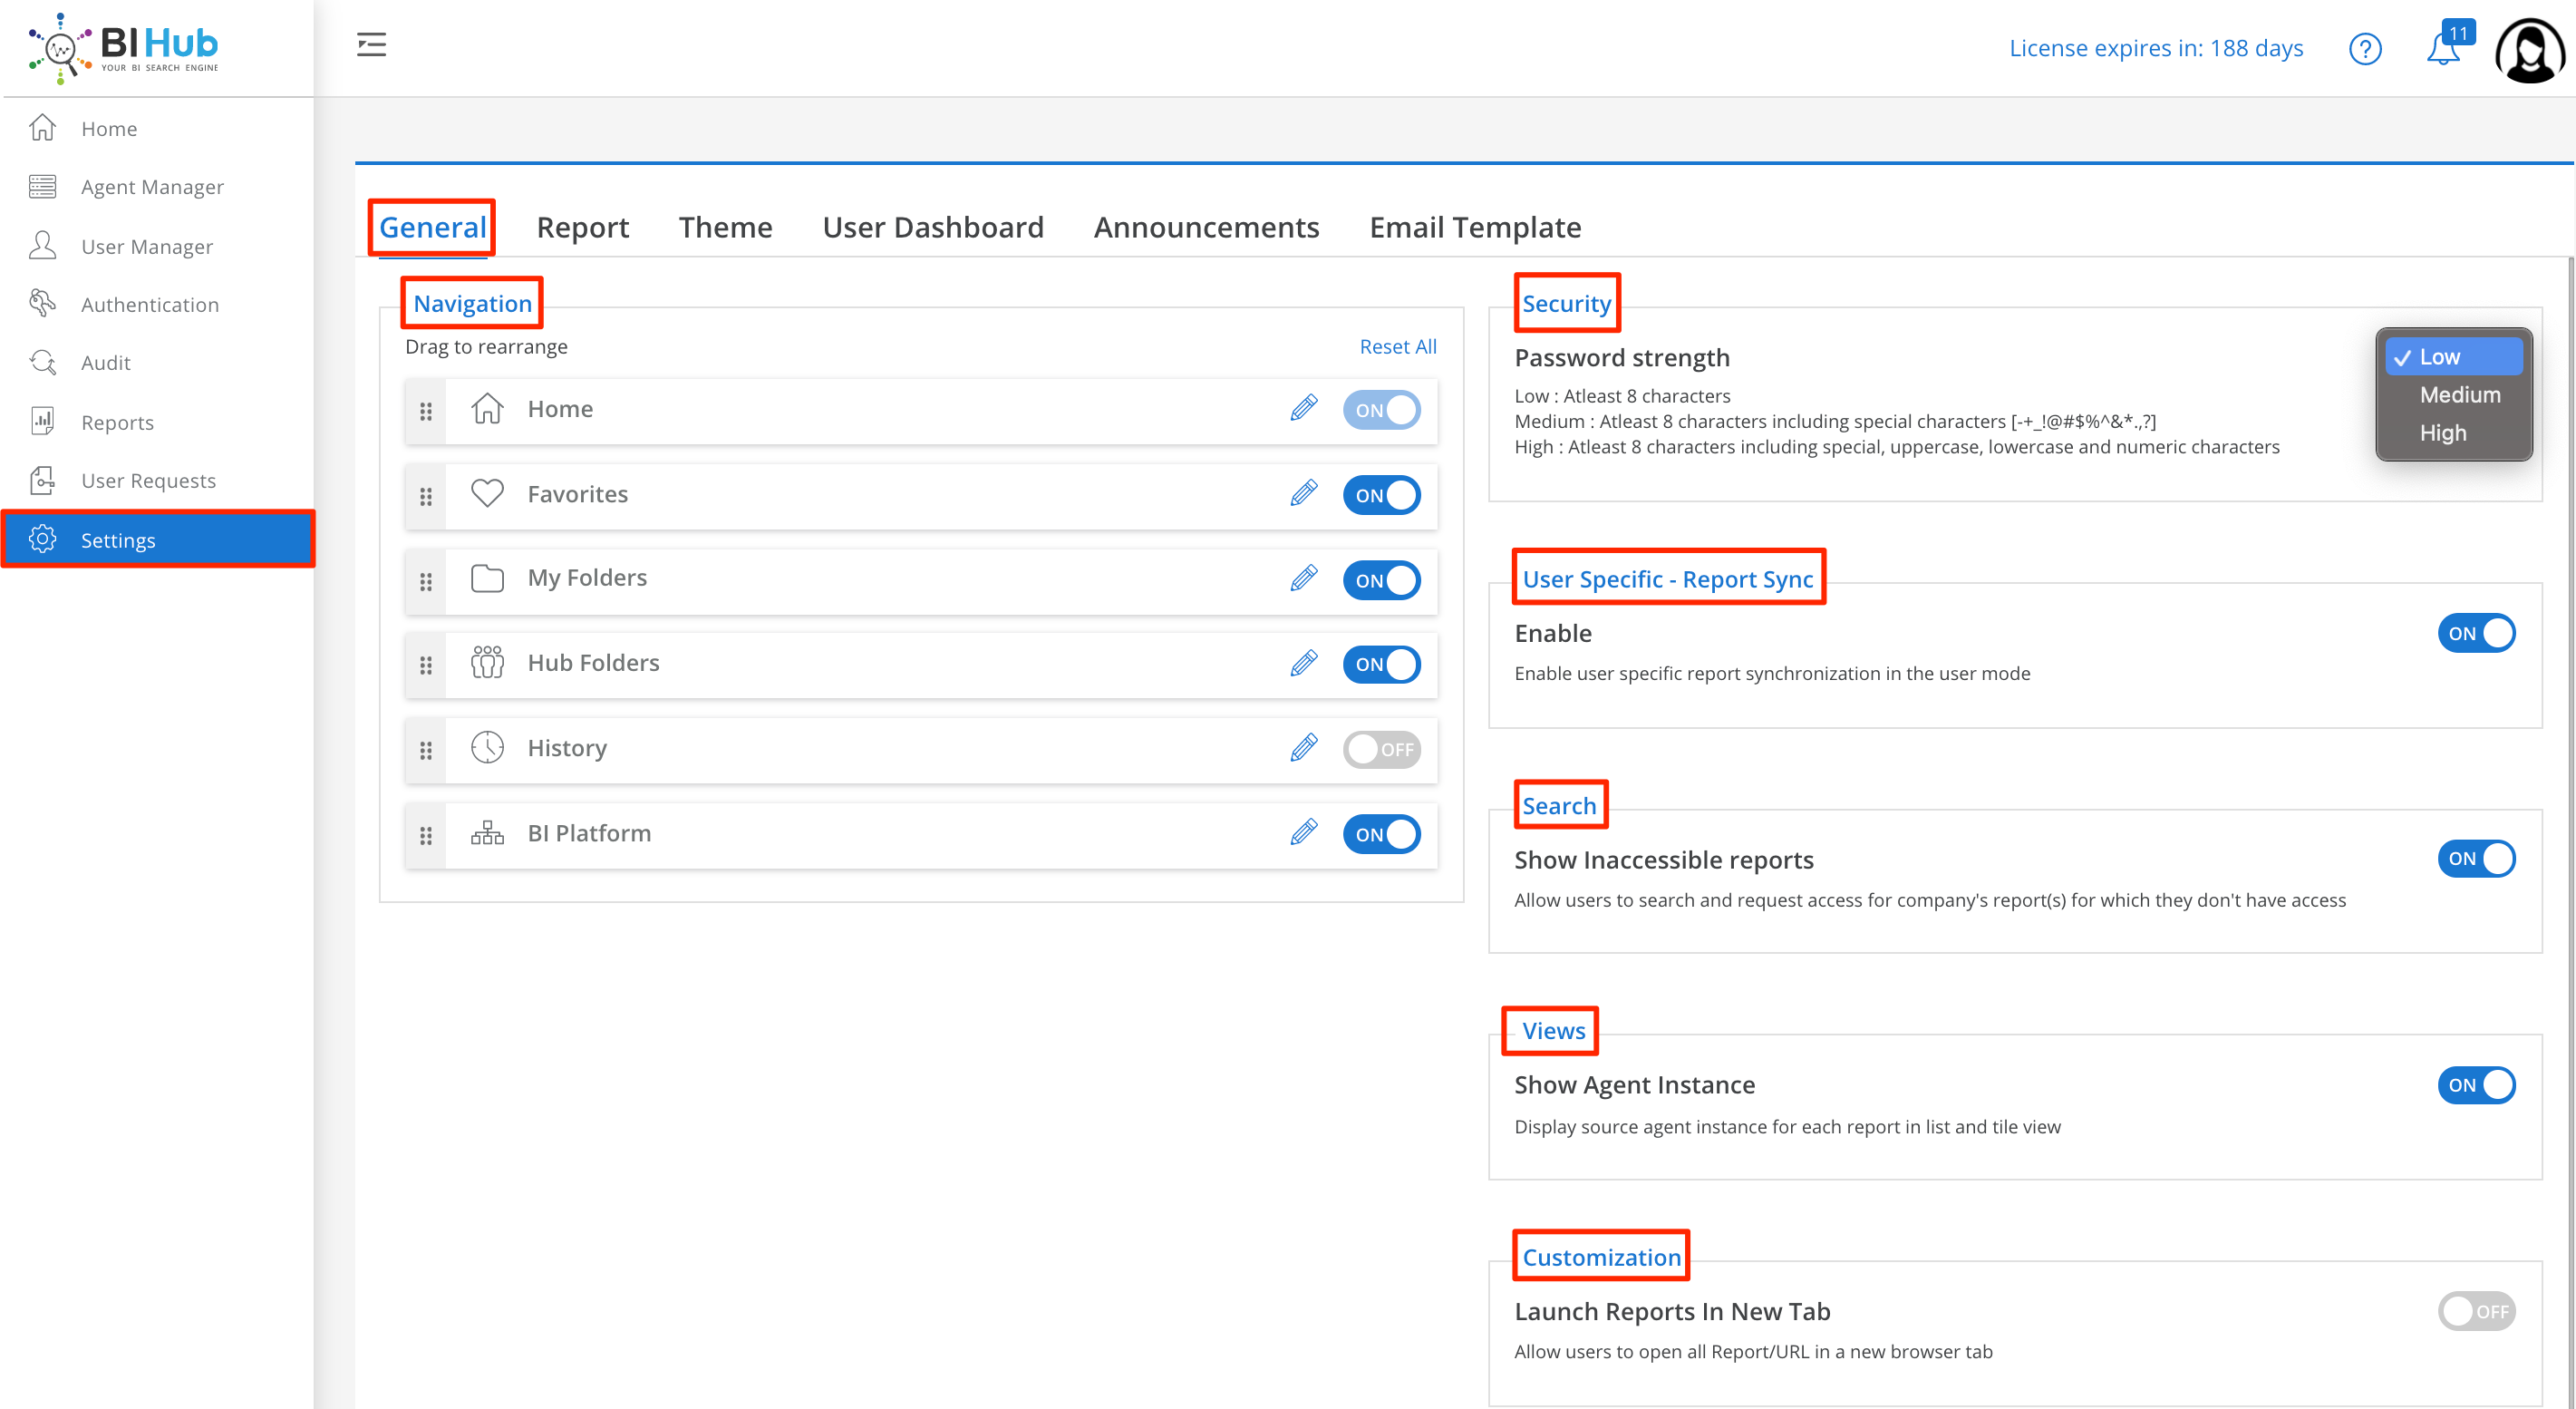 BI Hub
YOUR BI SEARCH ENGINE
License expires in: 188 days
11
Home
Agent Manager
User Manager
Authentication
Audit
Reports
User Requests
Settings
General Report Theme User Dashboard Announcements Email Template
Navigation
Drag to rearrange Reset All
Home ON
Favorites ON
My Folders ON
Hub Folders ON
History OFF
BI Platform ON
Security
Password strength
Low : Atleast 8 characters
Medium : Atleast 8 characters including special characters [-+_!@#$%^&*.,?]
High : Atleast 8 characters including special, uppercase, lowercase and numeric characters
Low
Medium
High
User Specific - Report Sync
Enable ON
Enable user specific report synchronization in the user mode
Search
Show Inaccessible reports ON
Allow users to search and request access for company's report(s) for which they don't have access
Views
Show Agent Instance ON
Display source agent instance for each report in list and tile view
Customization
Launch Reports In New Tab OFF
Allow users to open all Report/URL in a new browser tab